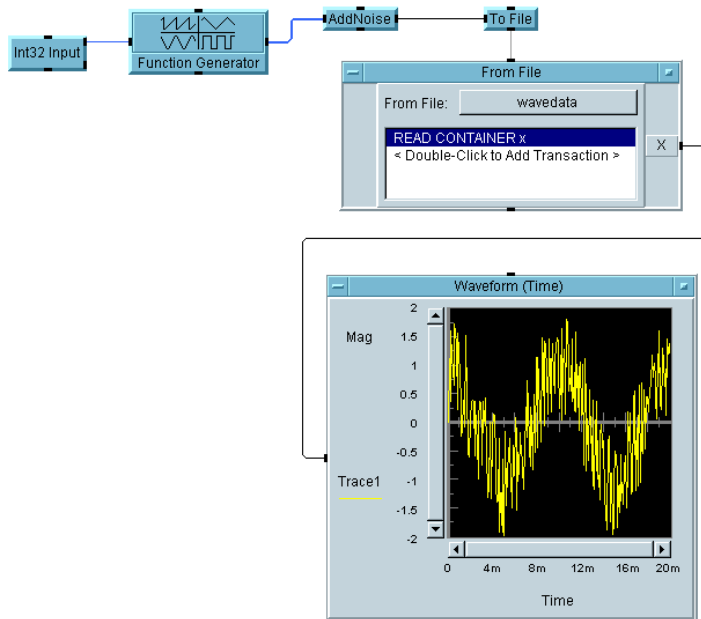 AddNoise
To File
Int32 Input
Function Generator
From File
From File:
wavedata
READ CONTAINER x
< Double-Click to Add Transaction >
X
Waveform (Time)
Mag
2
1.5
1
0.5
0
-0.5
-1
-1.5
-2
Trace1
0 4m 8m 12m 16m 20m
Time